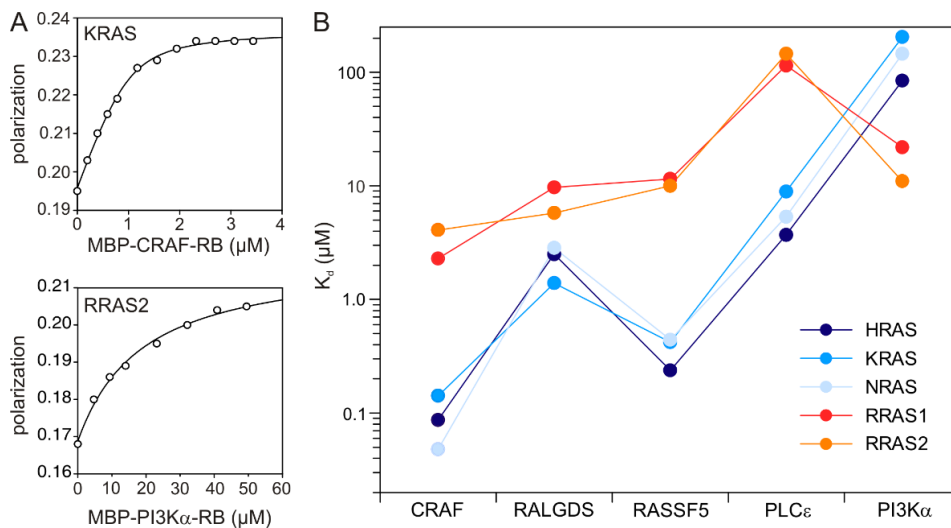 A
KRAS
polarization
0.24
0.23
0.22
0.21
0.20
0.19
0 1 2 3 4
MBP-CRAF-RB (µM)
RRAS2
polarization
0.21
0.20
0.19
0.18
0.17
0.16
0 10 20 30 40 50 60
MBP-PI3Kα-RB (µM)
B
Kd (µM)
100
10
1.0
0.1
HRAS
KRAS
NRAS
RRAS1
RRAS2
CRAF RALGDS RASSF5 PLCε PI3Kα